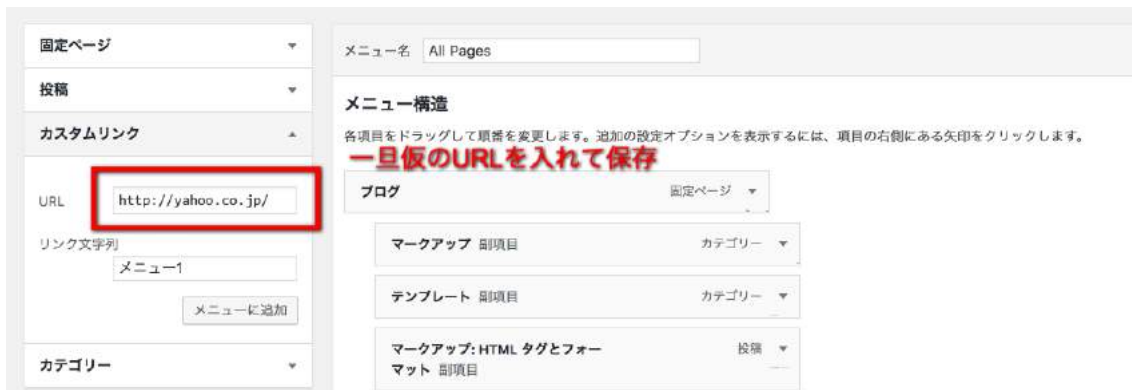 固定ページ
投稿
カスタムリンク
URL http://yahoo.co.jp/
リンク文字列
メニュー1
メニューに追加
カテゴリー
メニュー名 All Pages
メニュー構造
各項目をドラッグして順番を変更します。追加の設定オプションを表示するには、項目の右側にある矢印をクリックします。
一旦仮のURLを入れて保存
ブログ 固定ページ
マークアップ 副項目 カテゴリー
テンプレート 副項目 カテゴリー
マークアップ: HTML タグとフォー 投稿
マット 副項目